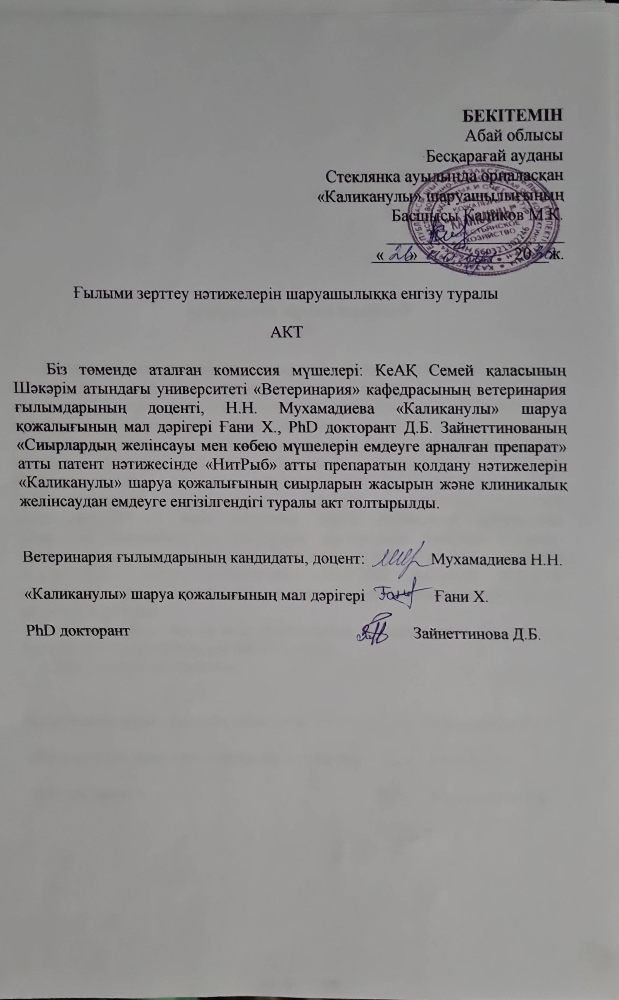 БЕКІТЕМІН
Абай облысы
Бесқарағай ауданы
Стеклянка ауылында орналасқан
«Каликанулы» шаруашылығының
Басшысы Каликов М.К.
« 26» 20 ж.
КРЕСТЬЯНСКОЕ
ХОЗЯЙСТВО
660321302246
Ғылыми зерттеу нәтижелерін шаруашылыққа енгізу туралы
АКТ
Біз төменде аталған комиссия мүшелері: КеАҚ Семей қаласының
Шәкәрім атындағы университеті «Ветеринария» кафедрасының ветеринария
ғылымдарының доценті, Н.Н. Мухамадиева «Каликанулы» шаруа
қожалығының мал дәрігері Ғани Х., PhD докторант Д.Б. Зайнеттинованың
«Сиырлардың желінсауы мен көбею мүшелерін емдеуге арналған препарат»
атты патент нәтижесінде «НитРыб» атты препаратын қолдану нәтижелерін
«Каликанулы» шаруа қожалығының сиырларын жасырын және клиникалық
желінсаудан емдеуге енгізілгендігі туралы акт толтырылды.
Ветеринария ғылымдарының кандидаты, доцент: Мухамадиева Н.Н.
«Каликанулы» шаруа қожалығының мал дәрігері Ғани Х.
PhD докторант Зайнеттинова Д.Б.